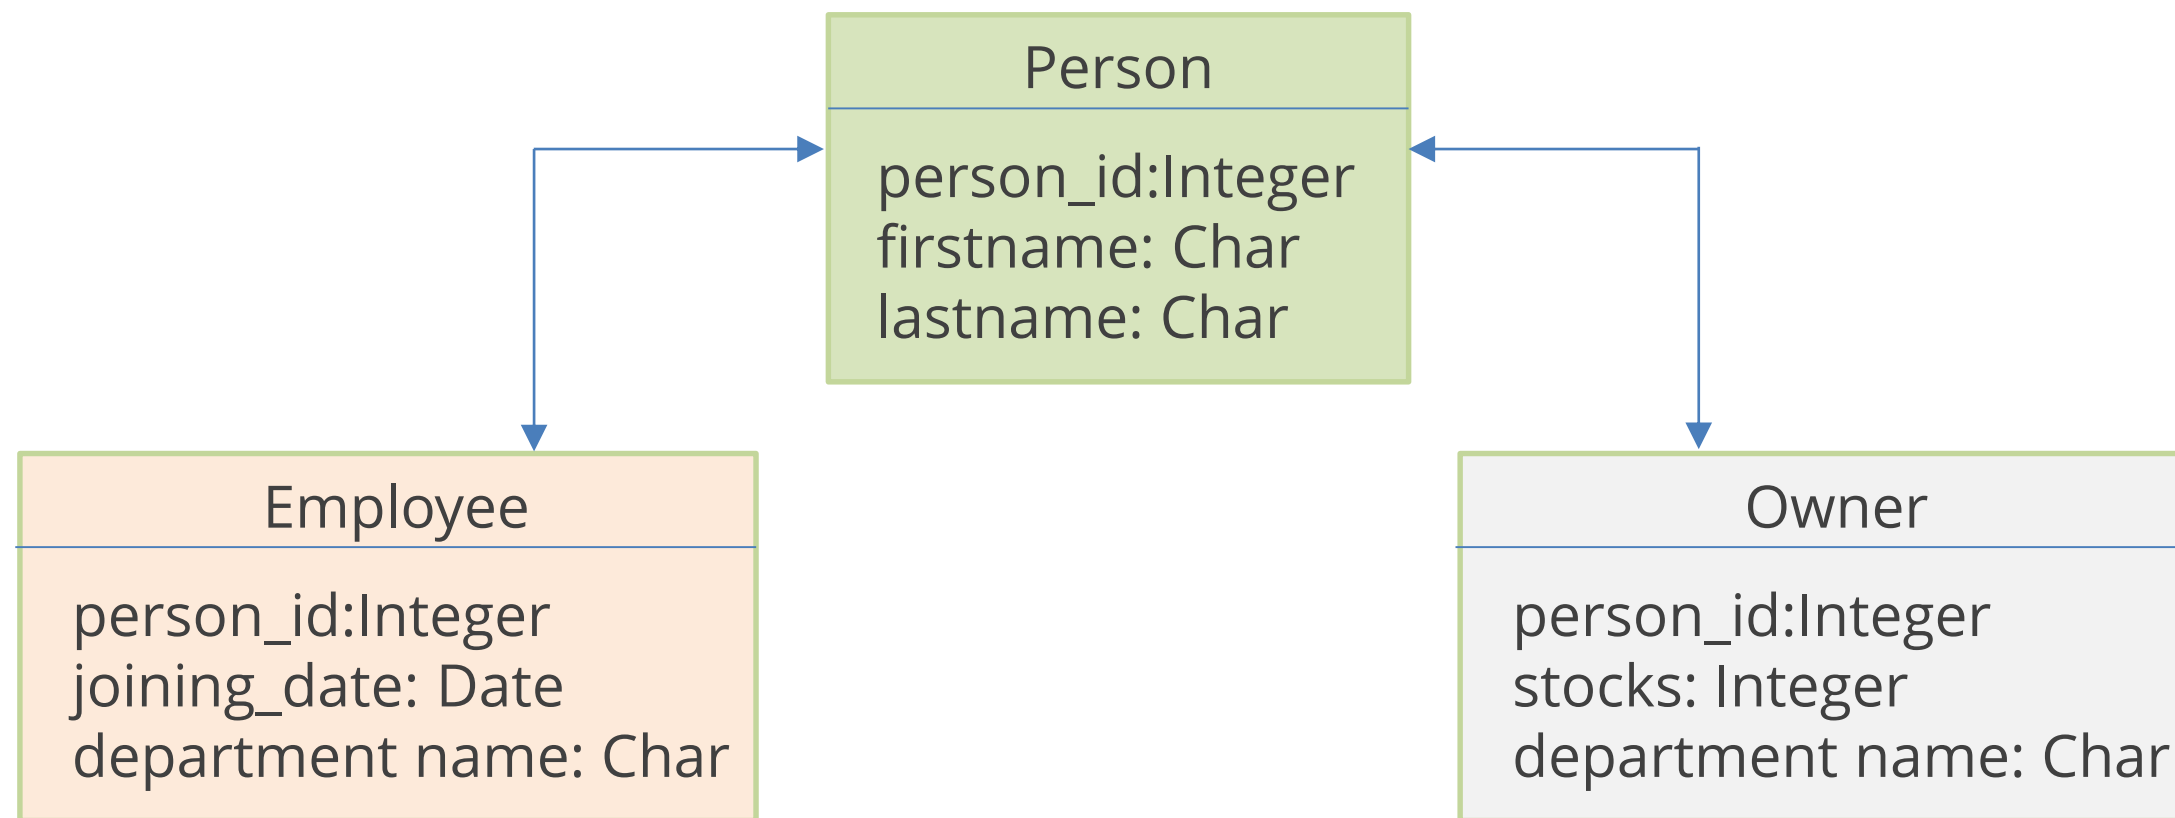 Person
person_id:Integer
firstname: Char
lastname: Char
Employee
person_id:Integer
joining_date: Date
department name: Char
Owner
person_id:Integer
stocks: Integer
department name: Char